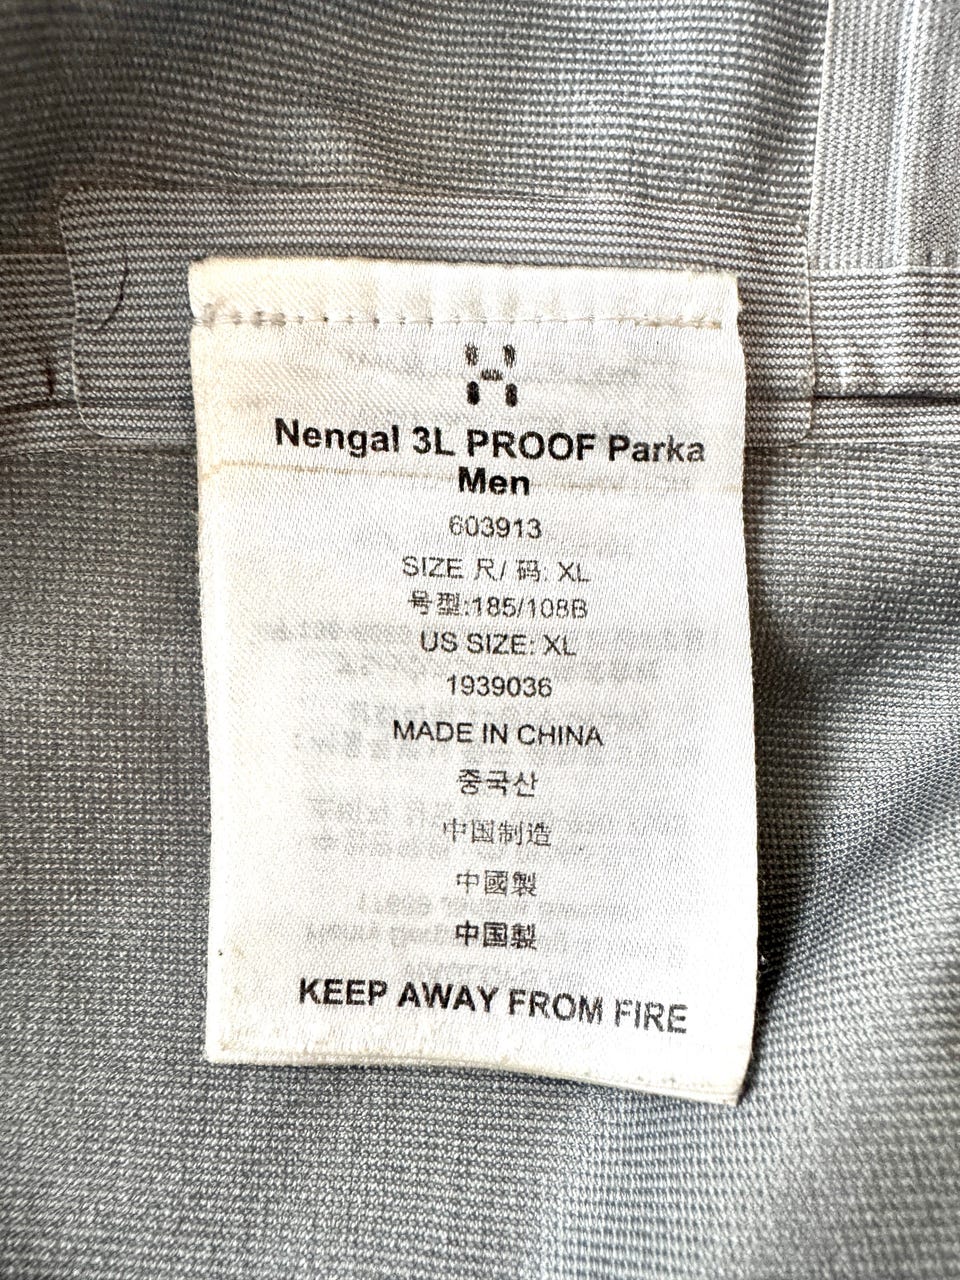 Nengal 3L PROOF Parka
Men
603913
SIZE 尺/ 码: XL
号型:185/108B
US SIZE: XL
1939036
MADE IN CHINA
중국산
中国制造
中國製
中国製
KEEP AWAY FROM FIRE